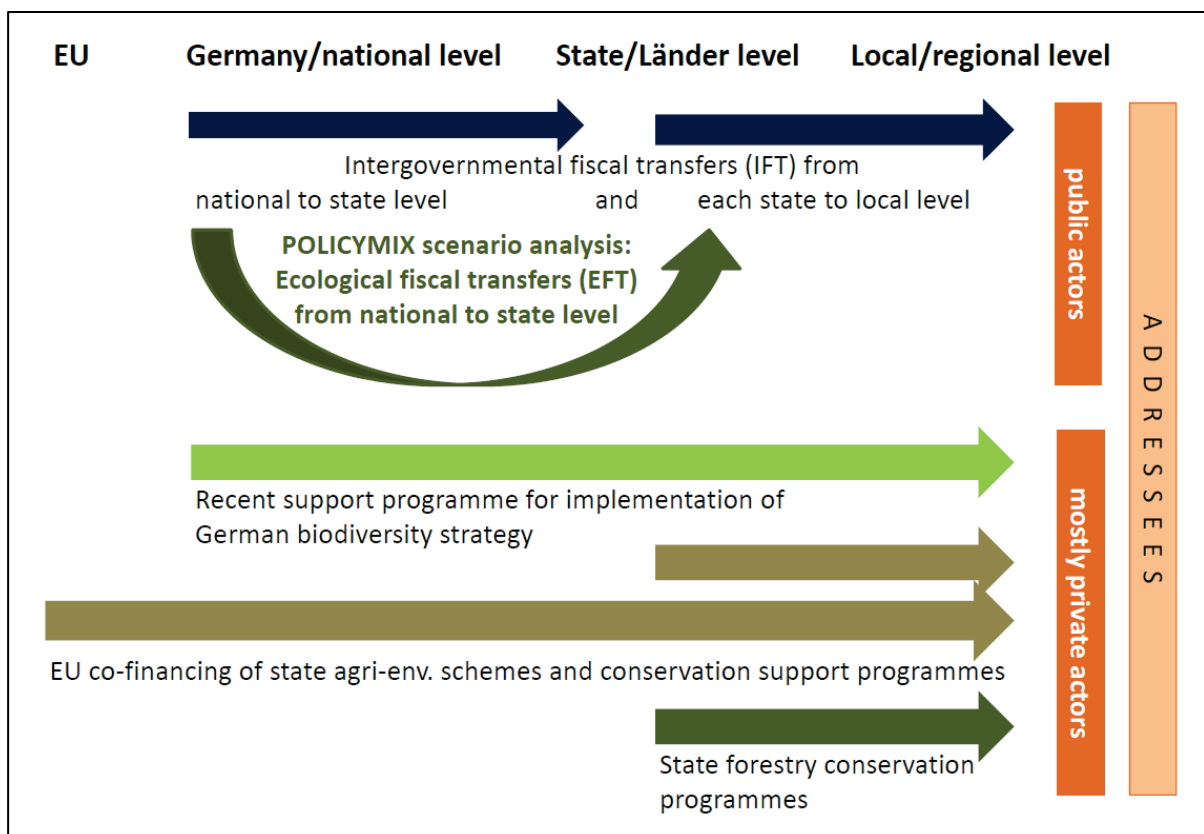 EU Germany/national level State/Länder level Local/regional level
Intergovernmental fiscal transfers (IFT) from
national to state level and each state to local level
POLICYMIX scenario analysis:
Ecological fiscal transfers (EFT)
from national to state level
Recent support programme for implementation of
German biodiversity strategy
EU co-financing of state agri-env. schemes and conservation support programmes
State forestry conservation
programmes
public actors
mostly private actors
ADDRESSEES